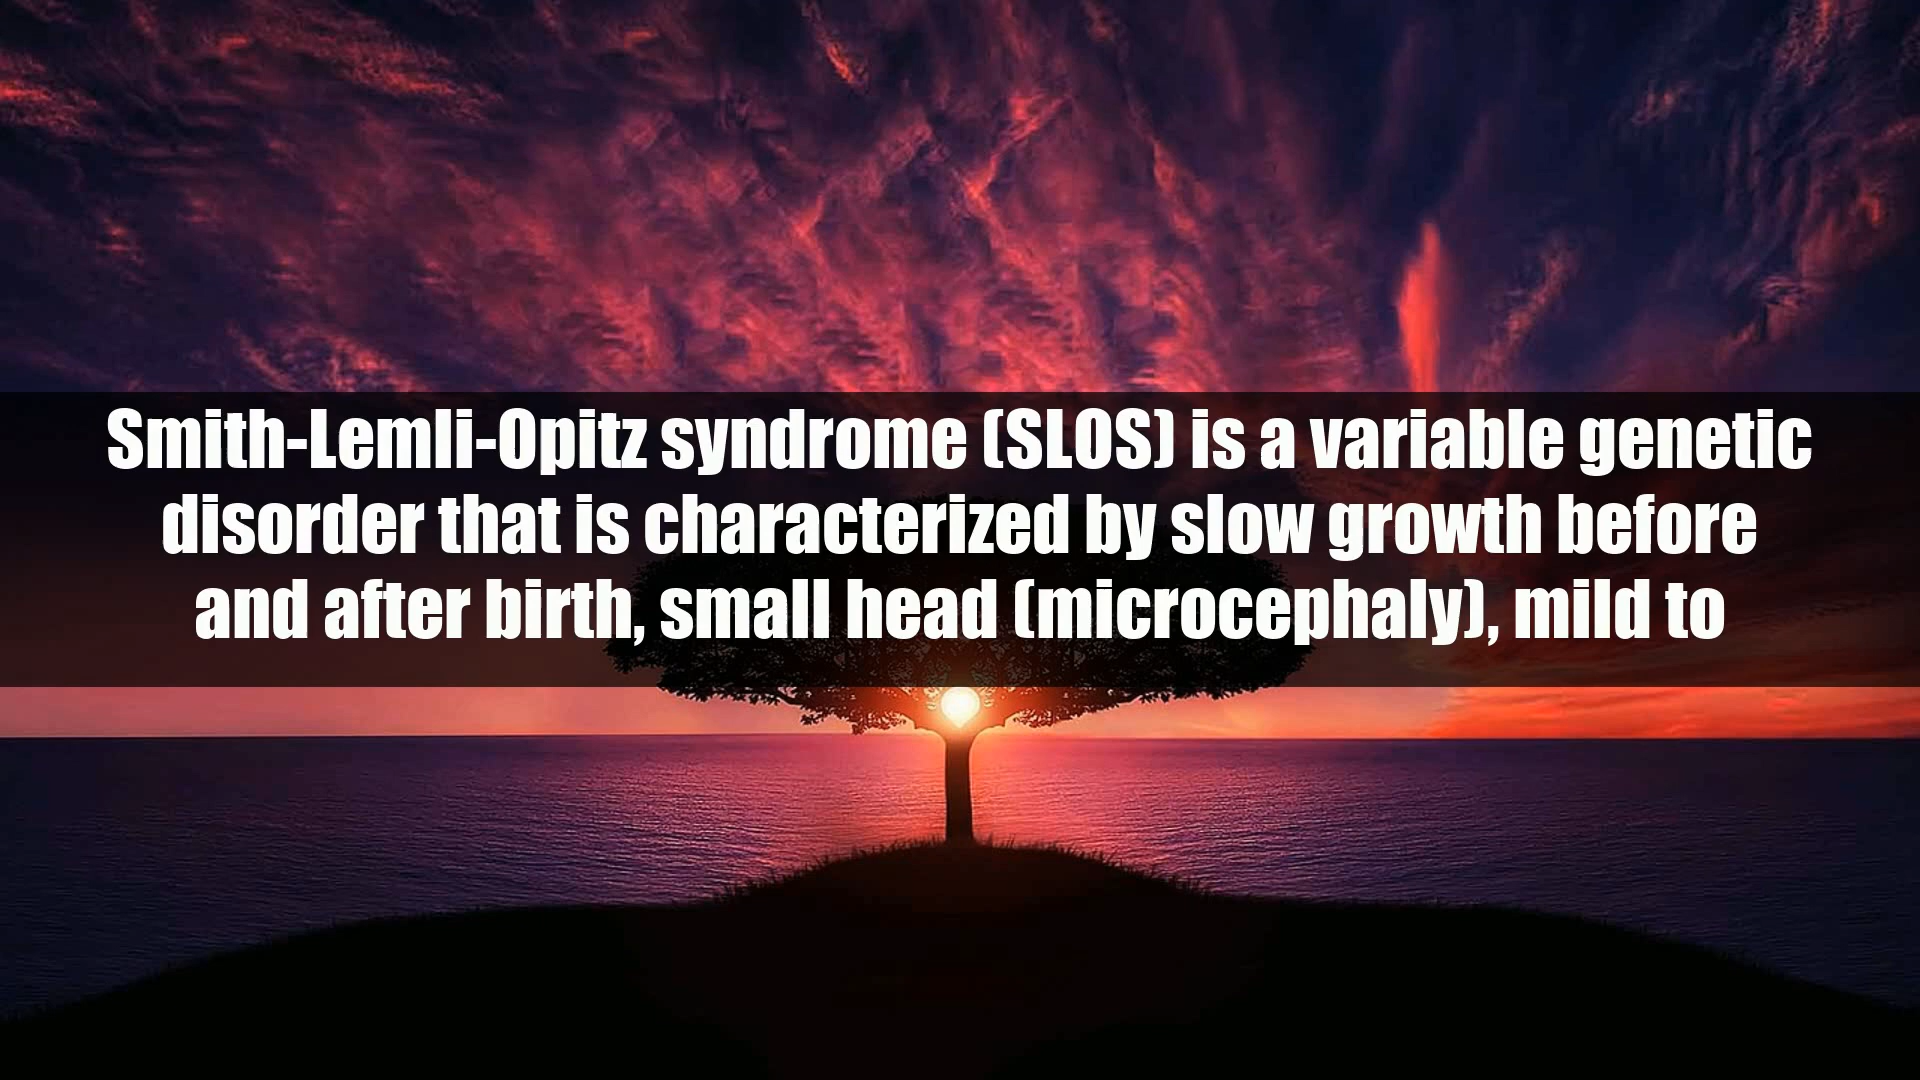 Smith-Lemli-Opitz syndrome (SLOS) is a variable genetic
disorder that is characterized by slow growth before
and after birth, small head (microcephaly), mild to